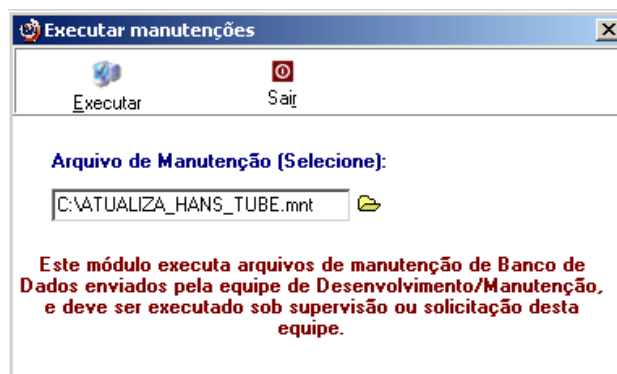 Executar manutenções
Executar
Sair
Arquivo de Manutenção (Selecione):
C:\ATUALIZA_HANS_TUBE.mnt
Este módulo executa arquivos de manutenção de Banco de
Dados enviados pela equipe de Desenvolvimento/Manutenção,
e deve ser executado sob supervisão ou solicitação desta
equipe.